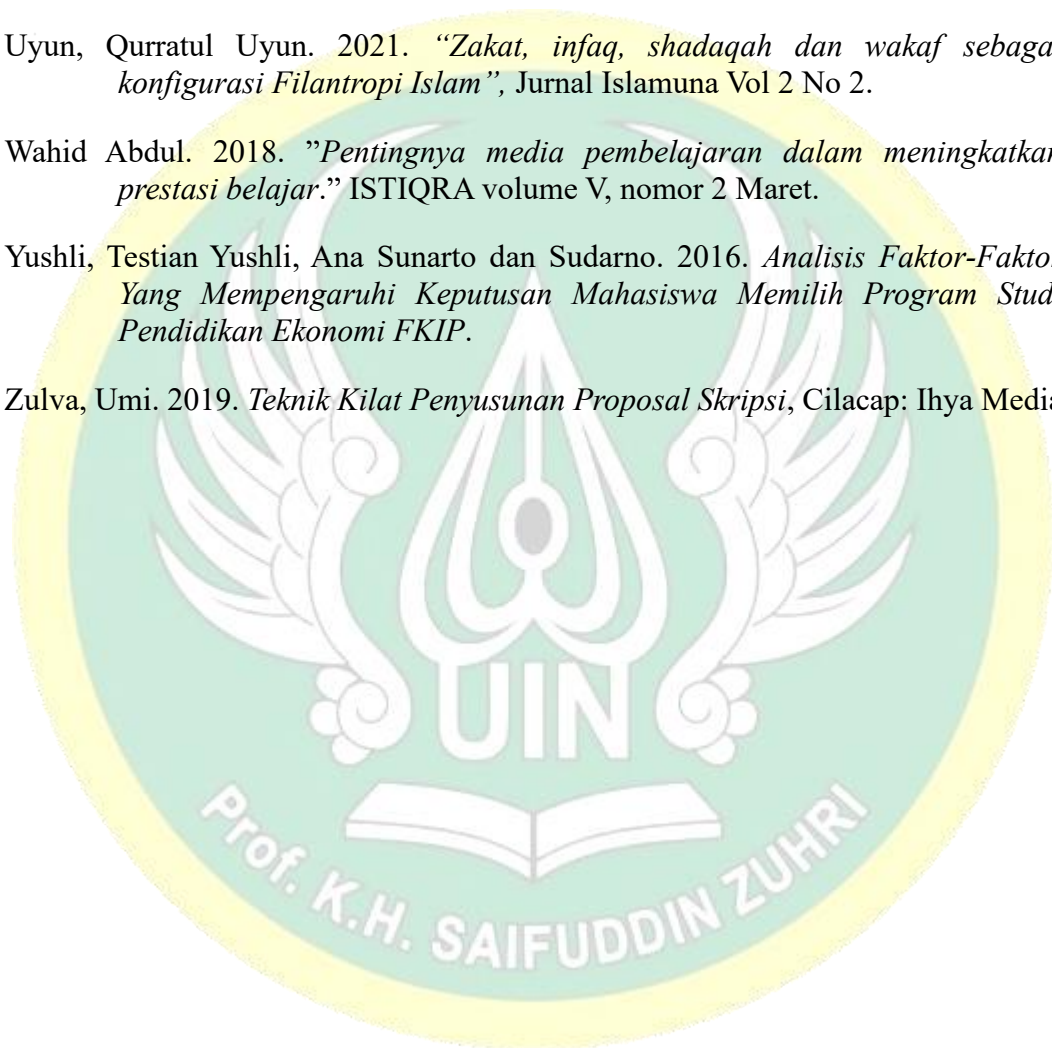 Uyun, Qurratul Uyun. 2021. “Zakat, infaq, shadaqah dan wakaf sebaga
konfigurasi Filantropi Islam”, Jurnal Islamuna Vol 2 No 2.
Wahid Abdul. 2018. ”Pentingnya media pembelajaran dalam meningkatkan
prestasi belajar.” ISTIQRA volume V, nomor 2 Maret.
Yushli, Testian Yushli, Ana Sunarto dan Sudarno. 2016. Analisis Faktor-Faktor
Yang Mempengaruhi Keputusan Mahasiswa Memilih Program Stud
Pendidikan Ekonomi FKIP.
Zulva, Umi. 2019. Teknik Kilat Penyusunan Proposal Skripsi, Cilacap: Ihya Media
UIN
Prof. K.H. SAIFUDDIN ZUHRI